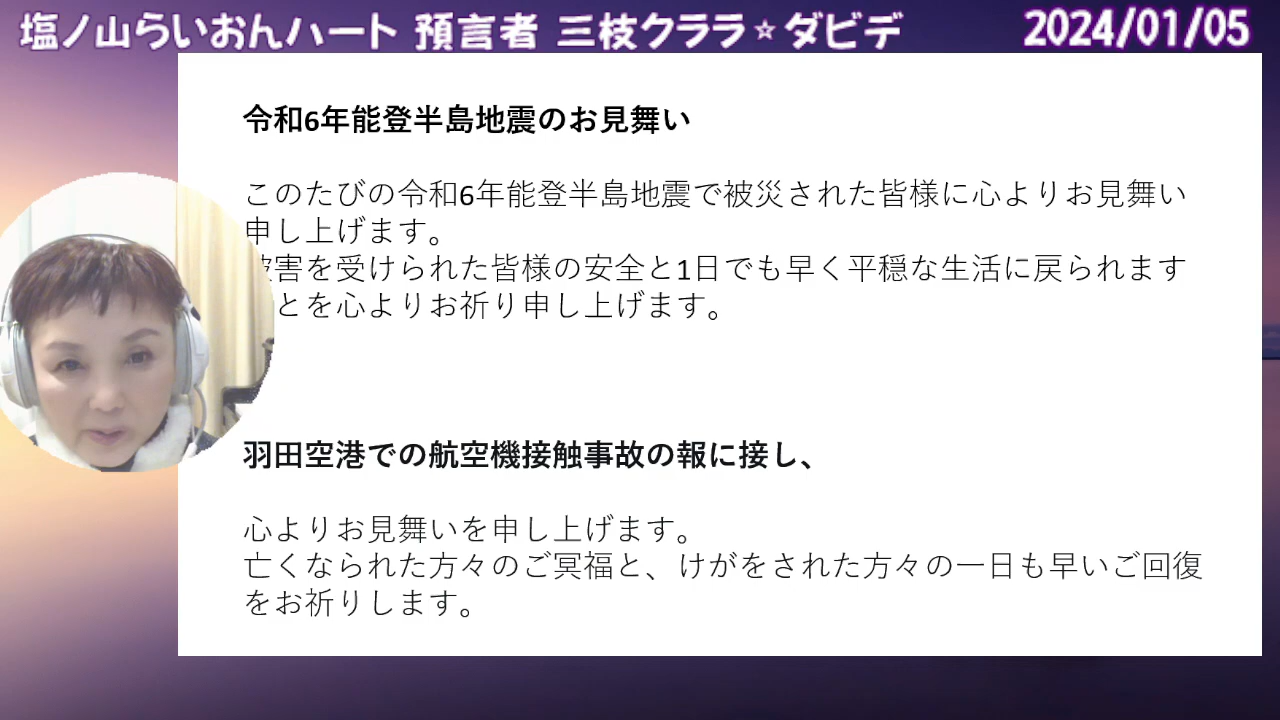 塩ノ山らいおんハート 預言者 三枝クララ☆ダビデ 2024/01/05
令和6年能登半島地震のお見舞い
このたびの令和6年能登半島地震で被災された皆様に心よりお見舞い
申し上げます。
害を受けられた皆様の安全と1日でも早く平穏な生活に戻られます
とを心よりお祈り申し上げます。
羽田空港での航空機接触事故の報に接し、
心よりお見舞いを申し上げます。
亡くなられた方々のご冥福と、けがをされた方々の一日も早いご回復
をお祈りします。